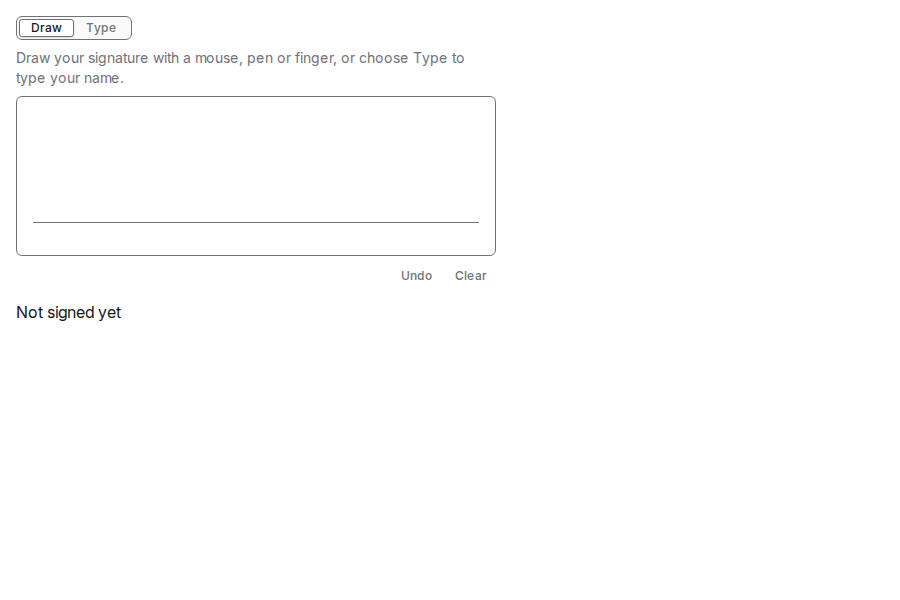 Draw Type
Draw your signature with a mouse, pen or finger, or choose Type to
type your name.
Undo Clear
Not signed yet